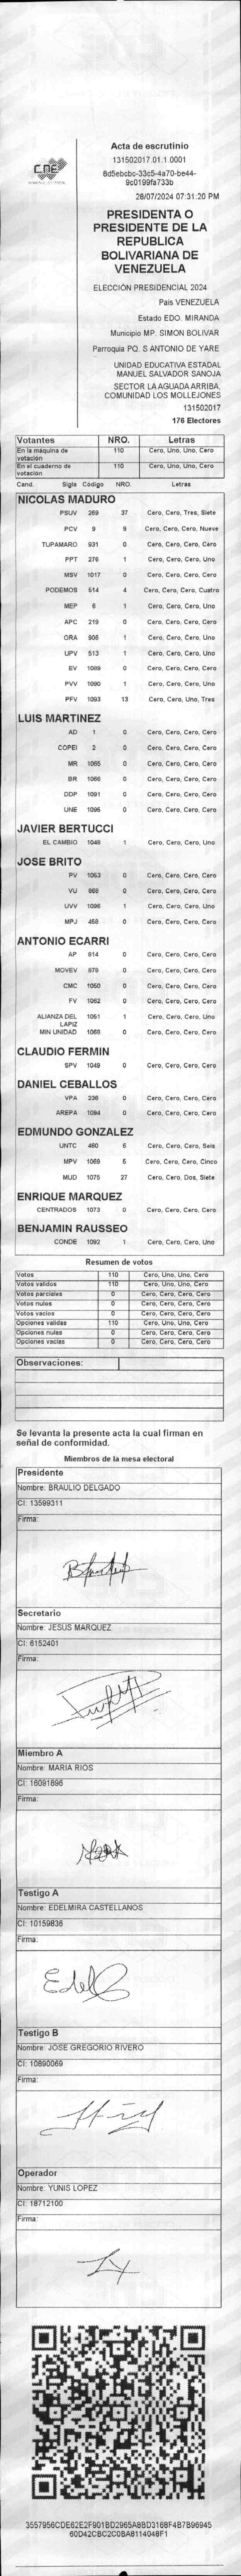 CNE
Acta de escrutinio
131502017.01.1.0001
8d5ebcbc-33c5-4a70-be44-
9c0199fa733b
28/07/2024 07:31:20 PM
PRESIDENTA O
PRESIDENTE DE LA
REPUBLICA
BOLIVARIANA DE
VENEZUELA
ELECCIÓN PRESIDENCIAL 2024
País VENEZUELA
Estado EDO. MIRANDA
Municipio MP. SIMON BOLIVAR
Parroquia PQ. S ANTONIO DE YARE
UNIDAD EDUCATIVA ESTADAL
MANUEL SALVADOR SANOJA
SECTOR LA AGUADA ARRIBA,
COMUNIDAD LOS MOLLEJONES
131502017
176 Electores
Votantes NRO. Letras
En la maquina de votación 110 Cero, Uno, Uno, Cero
En el cuaderno de votación 110 Cero, Uno, Uno, Cero
Cand. Sigla Código NRO. Letras
NICOLAS MADURO
PSUV 269 37 Cero, Cero, Tres, Siete
PCV 9 9 Cero, Cero, Cero, Nueve
TUPAMARO 931 0 Cero, Cero, Cero, Cero
PPT 276 1 Cero, Cero, Cero, Uno
MSV 1017 0 Cero, Cero, Cero, Cero
PODEMOS 514 4 Cero, Cero, Cero, Cuatro
MEP 6 1 Cero, Cero, Cero, Uno
APC 219 0 Cero, Cero, Cero, Cero
ORA 906 1 Cero, Cero, Cero, Uno
UPV 513 1 Cero, Cero, Cero, Uno
EV 1089 0 Cero, Cero, Cero, Cero
PVV 1090 1 Cero, Cero, Cero, Uno
PFV 1093 13 Cero, Cero, Uno, Tres
LUIS MARTINEZ
AD 1 0 Cero, Cero, Cero, Cero
COPEI 2 0 Cero, Cero, Cero, Cero
MR 1065 0 Cero, Cero, Cero, Cero
BR 1066 0 Cero, Cero, Cero, Cero
DDP 1091 0 Cero, Cero, Cero, Cero
UNE 1095 0 Cero, Cero, Cero, Cero
JAVIER BERTUCCI
EL CAMBIO 1048 1 Cero, Cero, Cero, Uno
JOSE BRITO
PV 1053 0 Cero, Cero, Cero, Cero
VU 868 0 Cero, Cero, Cero, Cero
UVV 1096 1 Cero, Cero, Cero, Uno
MPJ 458 0 Cero, Cero, Cero, Cero
ANTONIO ECARRI
AP 814 0 Cero, Cero, Cero, Cero
MOVEV 878 0 Cero, Cero, Cero, Cero
CMC 1050 0 Cero, Cero, Cero, Cero
FV 1062 0 Cero, Cero, Cero, Cero
ALIANZA DEL LAPIZ 1051 1 Cero, Cero, Cero, Uno
MIN UNIDAD 1068 0 Cero, Cero, Cero, Cero
CLAUDIO FERMIN
SPV 1049 0 Cero, Cero, Cero, Cero
DANIEL CEBALLOS
VPA 236 0 Cero, Cero, Cero, Cero
AREPA 1094 0 Cero, Cero, Cero, Cero
EDMUNDO GONZALEZ
UNTC 460 6 Cero, Cero, Cero, Seis
MPV 1069 5 Cero, Cero, Cero, Cinco
MUD 1075 27 Cero, Cero, Dos, Siete
ENRIQUE MARQUEZ
CENTRADOS 1073 0 Cero, Cero, Cero, Cero
BENJAMIN RAUSSEO
CONDE 1092 1 Cero, Cero, Cero, Uno
Resumen de votos
Votos 110 Cero, Uno, Uno, Cero
Votos validos 110 Cero, Uno, Uno, Cero
Votos parciales 0 Cero, Cero, Cero, Cero
Votos nulos 0 Cero, Cero, Cero, Cero
Votos vacios 0 Cero, Cero, Cero, Cero
Opciones validas 110 Cero, Uno, Uno, Cero
Opciones nulas 0 Cero, Cero, Cero, Cero
Opciones vacias 0 Cero, Cero, Cero, Cero
Observaciones:
Se levanta la presente acta la cual firman en
señal de conformidad.
Miembros de la mesa electoral
Presidente
Nombre: BRAULIO DELGADO
CI: 13599311
Firma:
Secretario
Nombre: JESUS MARQUEZ
CI: 6152401
Firma:
Miembro A
Nombre: MARIA RIOS
CI: 16091896
Firma:
Testigo A
Nombre: EDELMIRA CASTELLANOS
CI: 10159836
Firma:
Testigo B
Nombre: JOSE GREGORIO RIVERO
CI: 10690069
Firma:
Operador
Nombre: YUNIS LOPEZ
CI: 18712100
Firma:
3557956CDE62E2F901BD2965A8BD3168F4B7B96945
60D42CBC2C0BA8114048F1